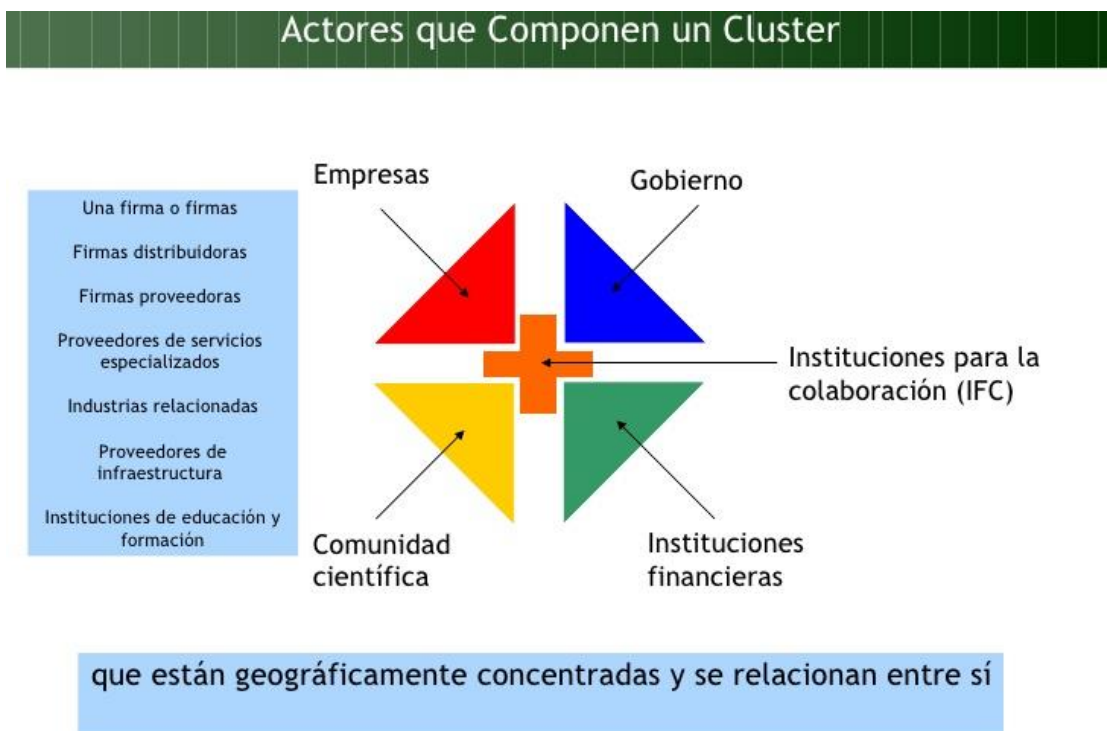 Actores que Componen un Cluster
Empresas
Gobierno
Una firma o firmas
Firmas distribuidoras
Firmas proveedoras
Proveedores de servicios
especializados
Industrias relacionadas
Proveedores de
infraestructura
Instituciones de educación y
formación
Instituciones para la
colaboración (IFC)
Comunidad
científica
Instituciones
financieras
que están geográficamente concentradas y se relacionan entre sí